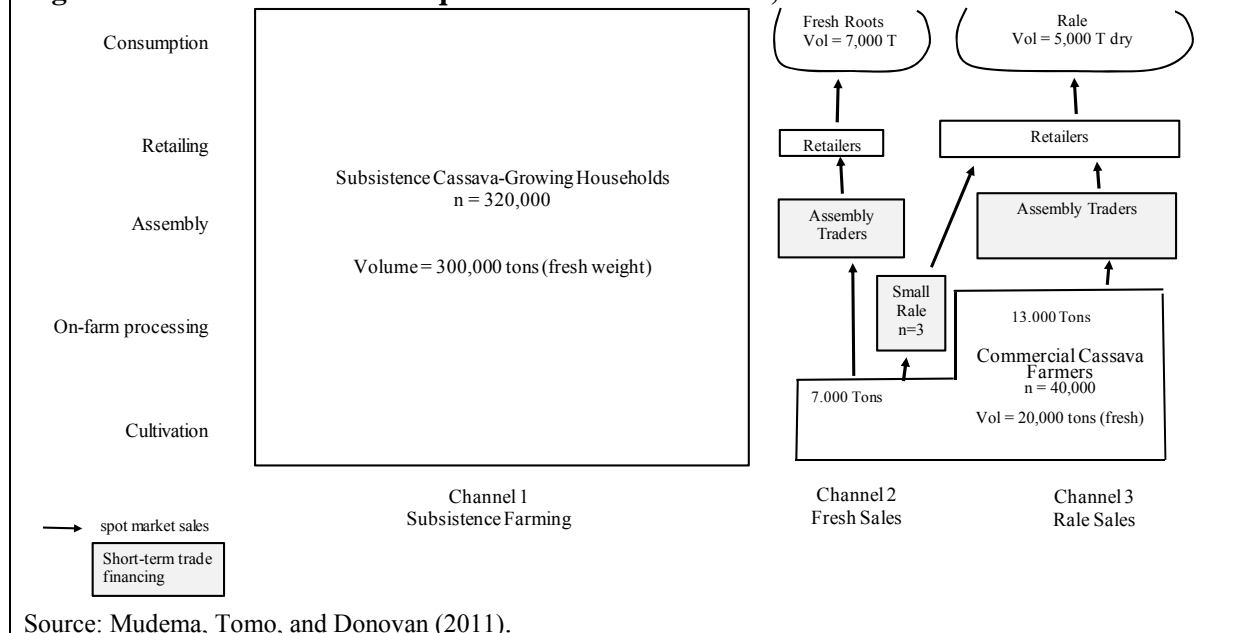 Consumption
Retailing
Assembly
On-farm processing
Cultivation
Subsistence Cassava-Growing Households
n = 320,000
Volume = 300,000 tons (fresh weight)
Fresh Roots
Vol = 7,000 T
Rale
Vol = 5,000 T dry
Retailers
Retailers
Assembly
Traders
Assembly Traders
Small
Rale
n=3
13.000 Tons
Commercial Cassava
Farmers
n = 40,000
Vol = 20,000 tons (fresh)
7.000 Tons
Channel 1
Subsistence Farming
Channel 2
Fresh Sales
Channel 3
Rale Sales
spot market sales
Short-term trade
financing
Source: Mudema, Tomo, and Donovan (2011).